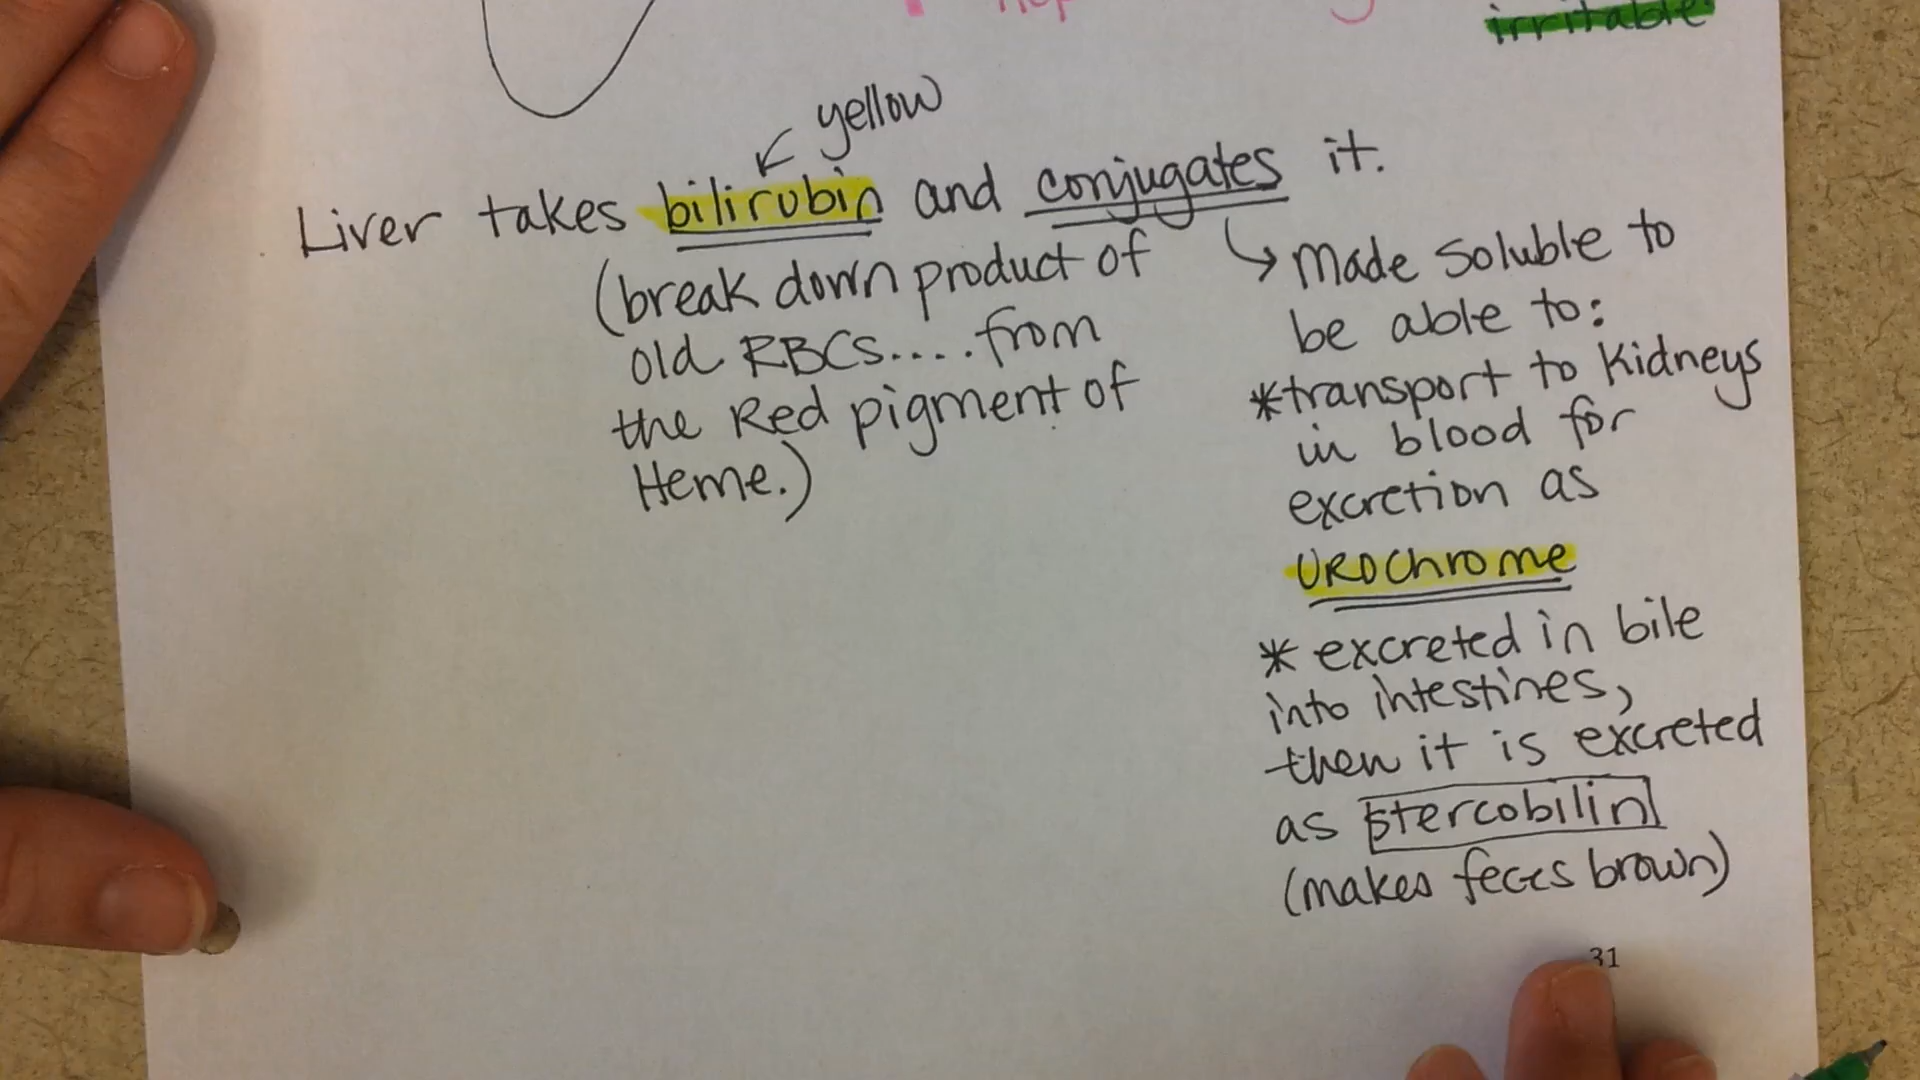 irritable
yellow
Liver takes bilirubin and conjugates it.
(break down product of
old RBCs.....from
the Red pigment of
Heme.)
Made soluble to
be able to:
*transport to Kidneys
in blood for
excretion as
UROchrome
* excreted in bile
into intestines,
then it is excreted
as stercobilin
(makes feces brown)
31